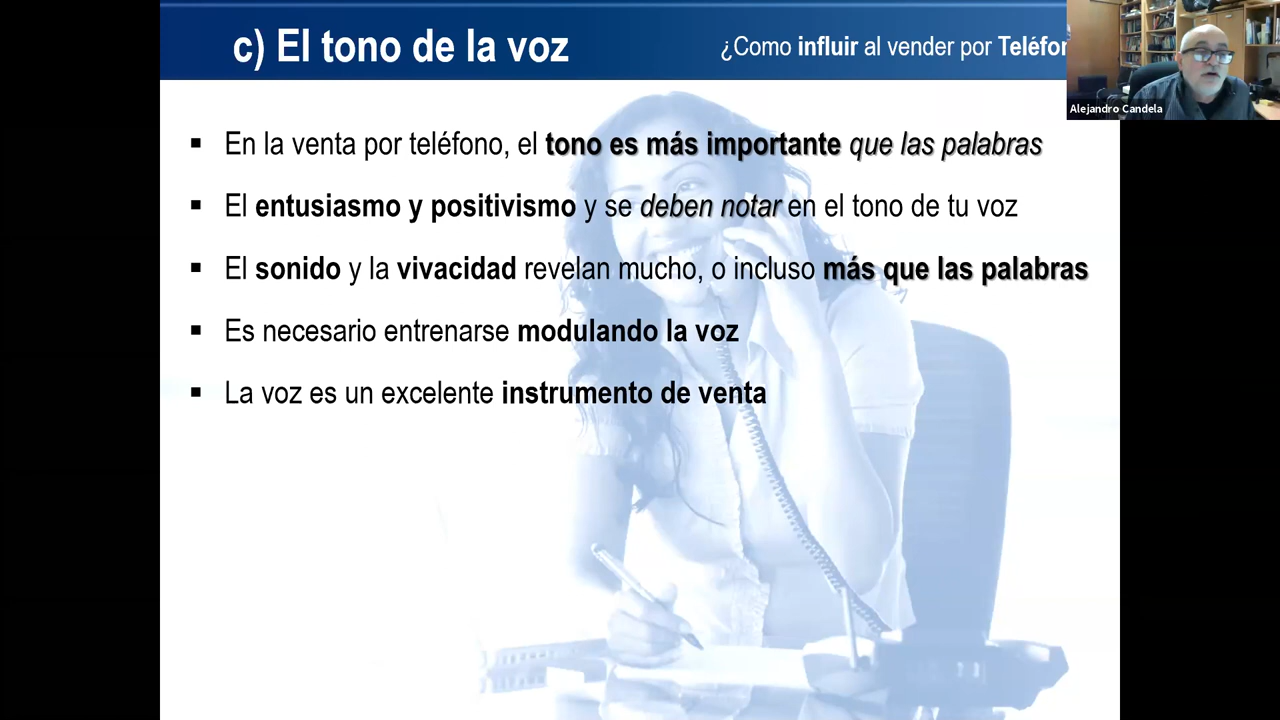 c) El tono de la voz
¿Como influir al vender por Teléfo
Alejandro Candela
En la venta por teléfono, el tono es más importante que las palabras
El entusiasmo y positivismo y se deben notar en el tono de tu voz
El sonido y la vivacidad revelan mucho, o incluso más que las palabras
Es necesario entrenarse modulando la voz
La voz es un excelente instrumento de venta